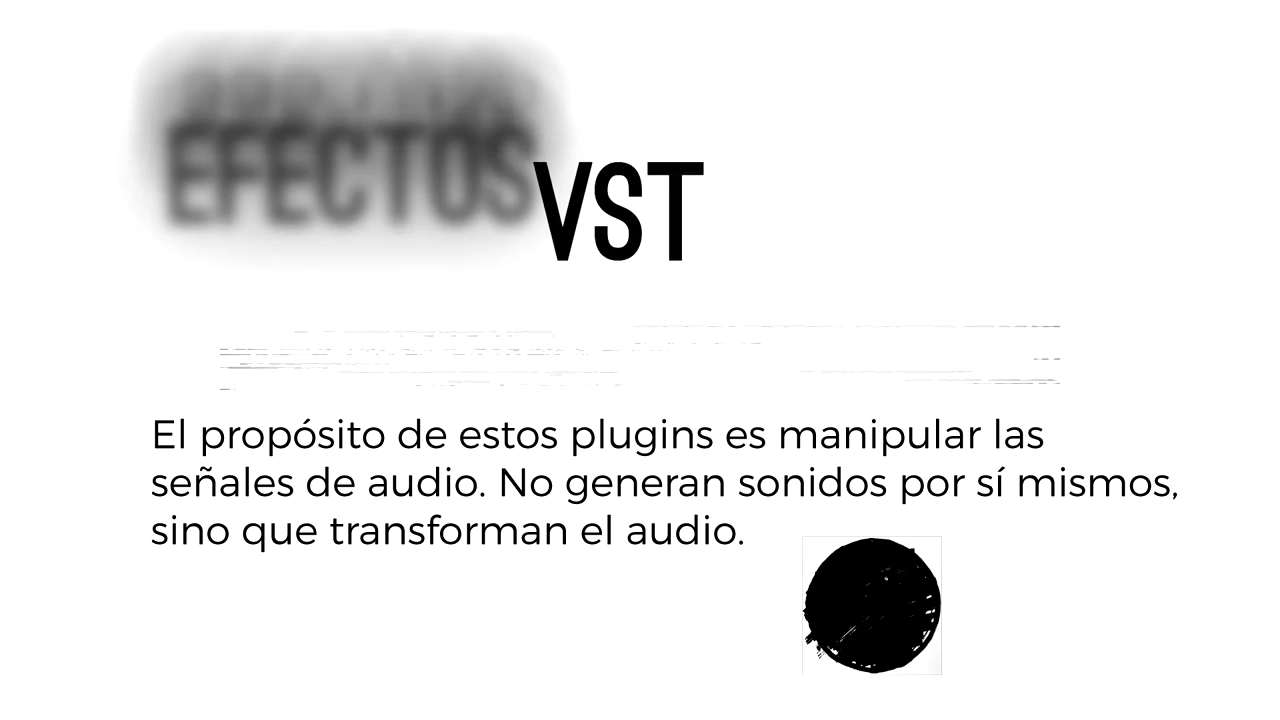 EFECTOS VST
El propósito de estos plugins es manipular las
señales de audio. No generan sonidos por sí mismos,
sino que transforman el audio.